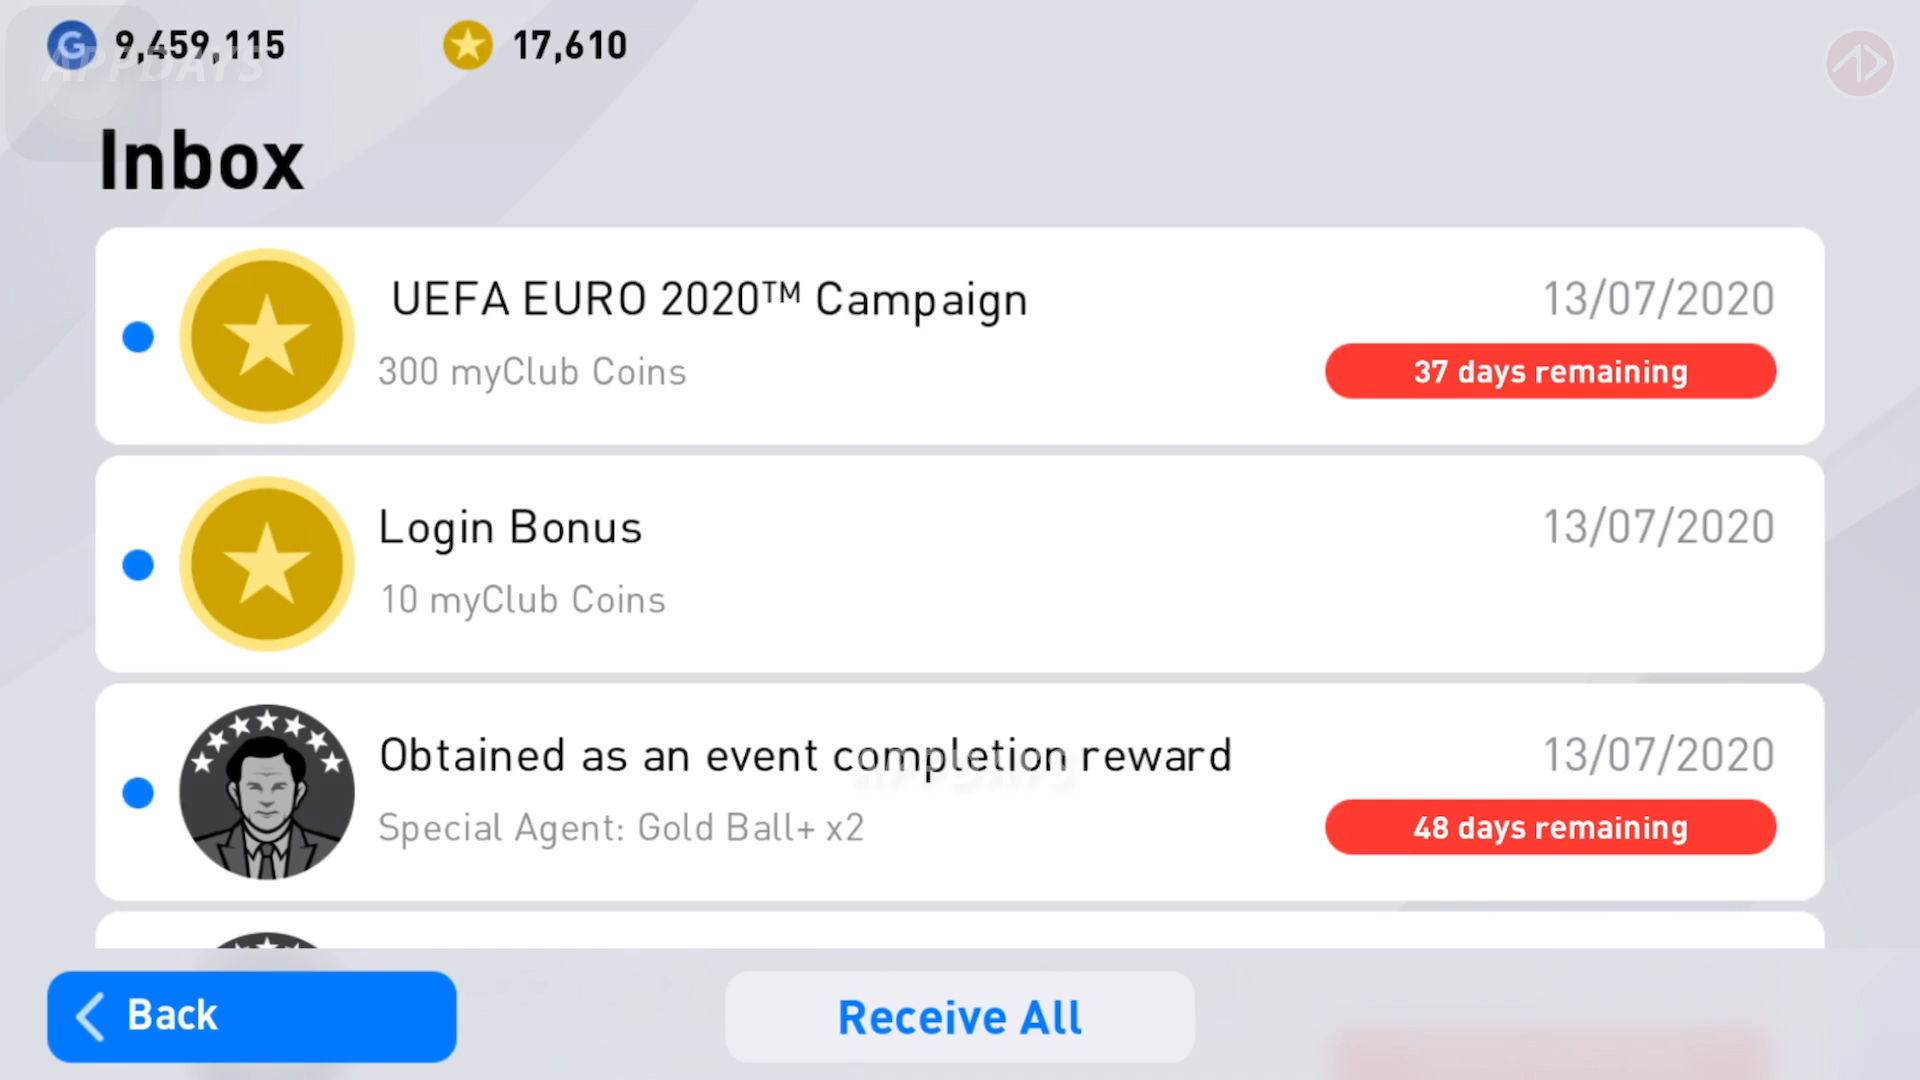 G 9,459,115 17,610
APPDAYS
Inbox
UEFA EURO 2020™ Campaign 13/07/2020
300 myClub Coins 37 days remaining
Login Bonus 13/07/2020
10 myClub Coins
Obtained as an event completion reward 13/07/2020
APPDAYS
Special Agent: Gold Ball+ x2 48 days remaining
Back Receive All